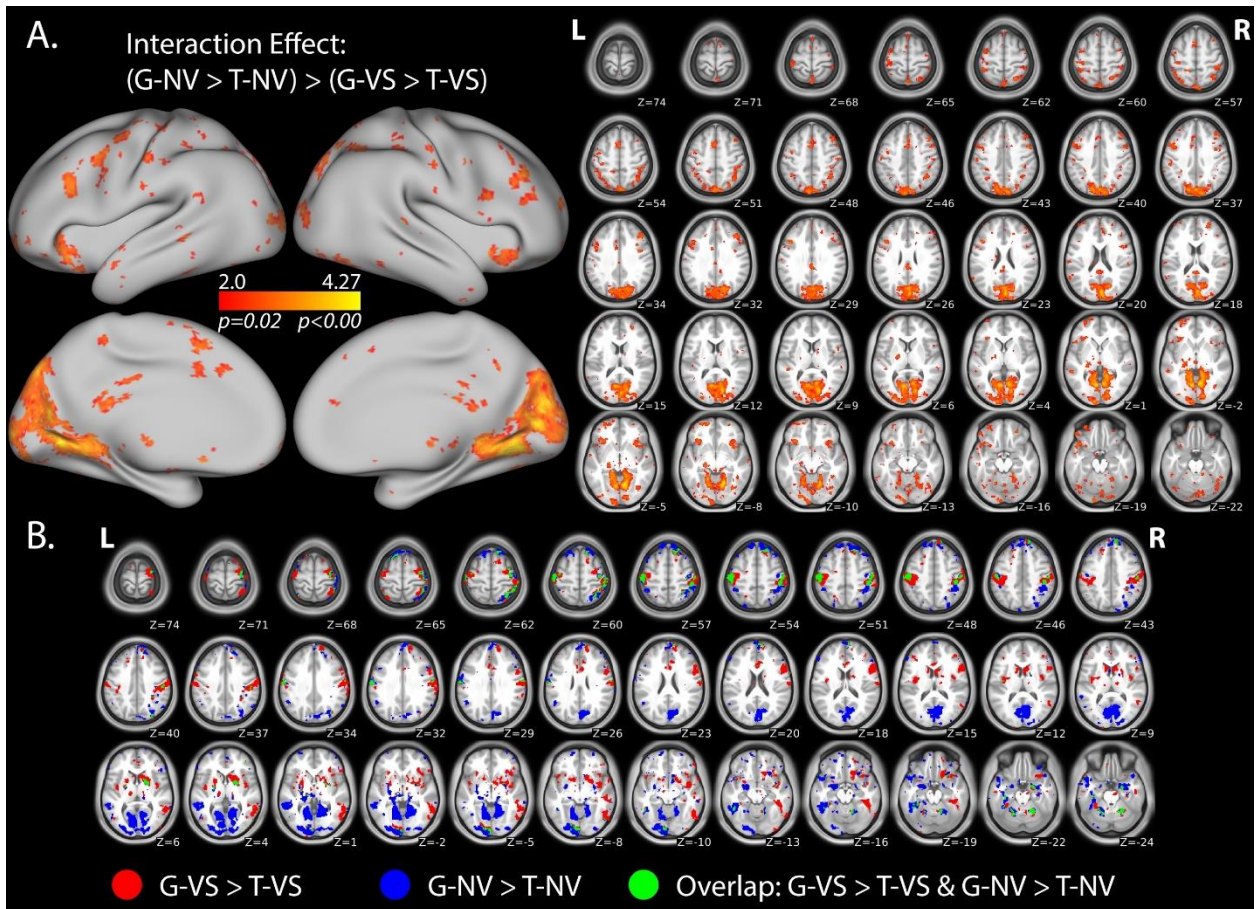 A.
Interaction Effect:
(G-NV > T-NV) > (G-VS > T-VS)
2.0 4.27
p=0.02 p<0.00
L R
Z=74 Z=71 Z=68 Z=65 Z=62 Z=60 Z=57
Z=54 Z=51 Z=48 Z=46 Z=43 Z=40 Z=37
Z=34 Z=32 Z=29 Z=26 Z=23 Z=20 Z=18
Z=15 Z=12 Z=9 Z=6 Z=4 Z=1 Z=-2
Z=-5 Z=-8 Z=-10 Z=-13 Z=-16 Z=-19 Z=-22
B.
L R
Z=74 Z=71 Z=68 Z=65 Z=62 Z=60 Z=57 Z=54 Z=51 Z=48 Z=46 Z=43
Z=40 Z=37 Z=34 Z=32 Z=29 Z=26 Z=23 Z=20 Z=18 Z=15 Z=12 Z=9
Z=6 Z=4 Z=1 Z=-2 Z=-5 Z=-8 Z=-10 Z=-13 Z=-16 Z=-19 Z=-22 Z=-24
G-VS > T-VS G-NV > T-NV Overlap: G-VS > T-VS & G-NV > T-NV